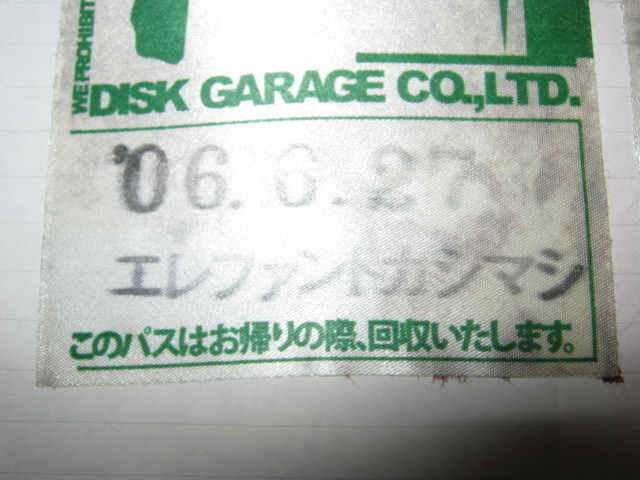 WE PROHIBIT
DISK GARAGE CO.,LTD.
'06.6.27
エレファントカシマシ
このパスはお帰りの際、回収いたします。